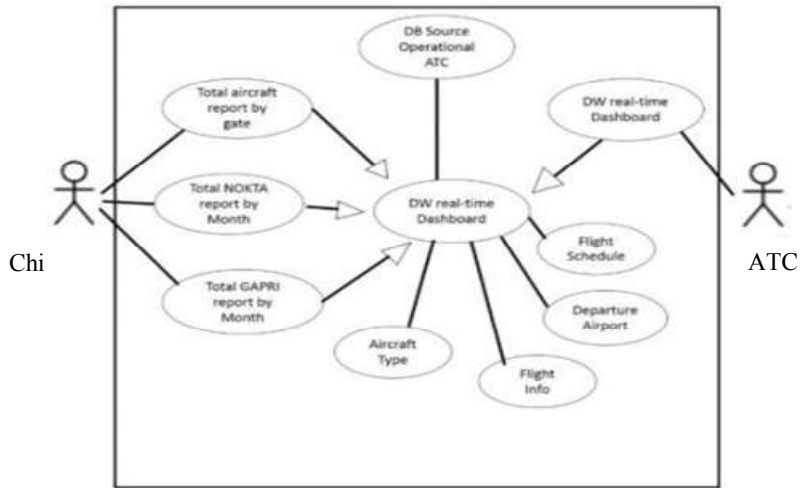 DB Source
Operational
ATC
Total aircraft
report by
gate
DW real-time
Dashboard
Total NOKTA
report by
Month
DW real-time
Dashboard
Chi
Flight
Schedule
ATC
Total GAPRI
report by
Month
Departure
Airport
Aircraft
Type
Flight
Info